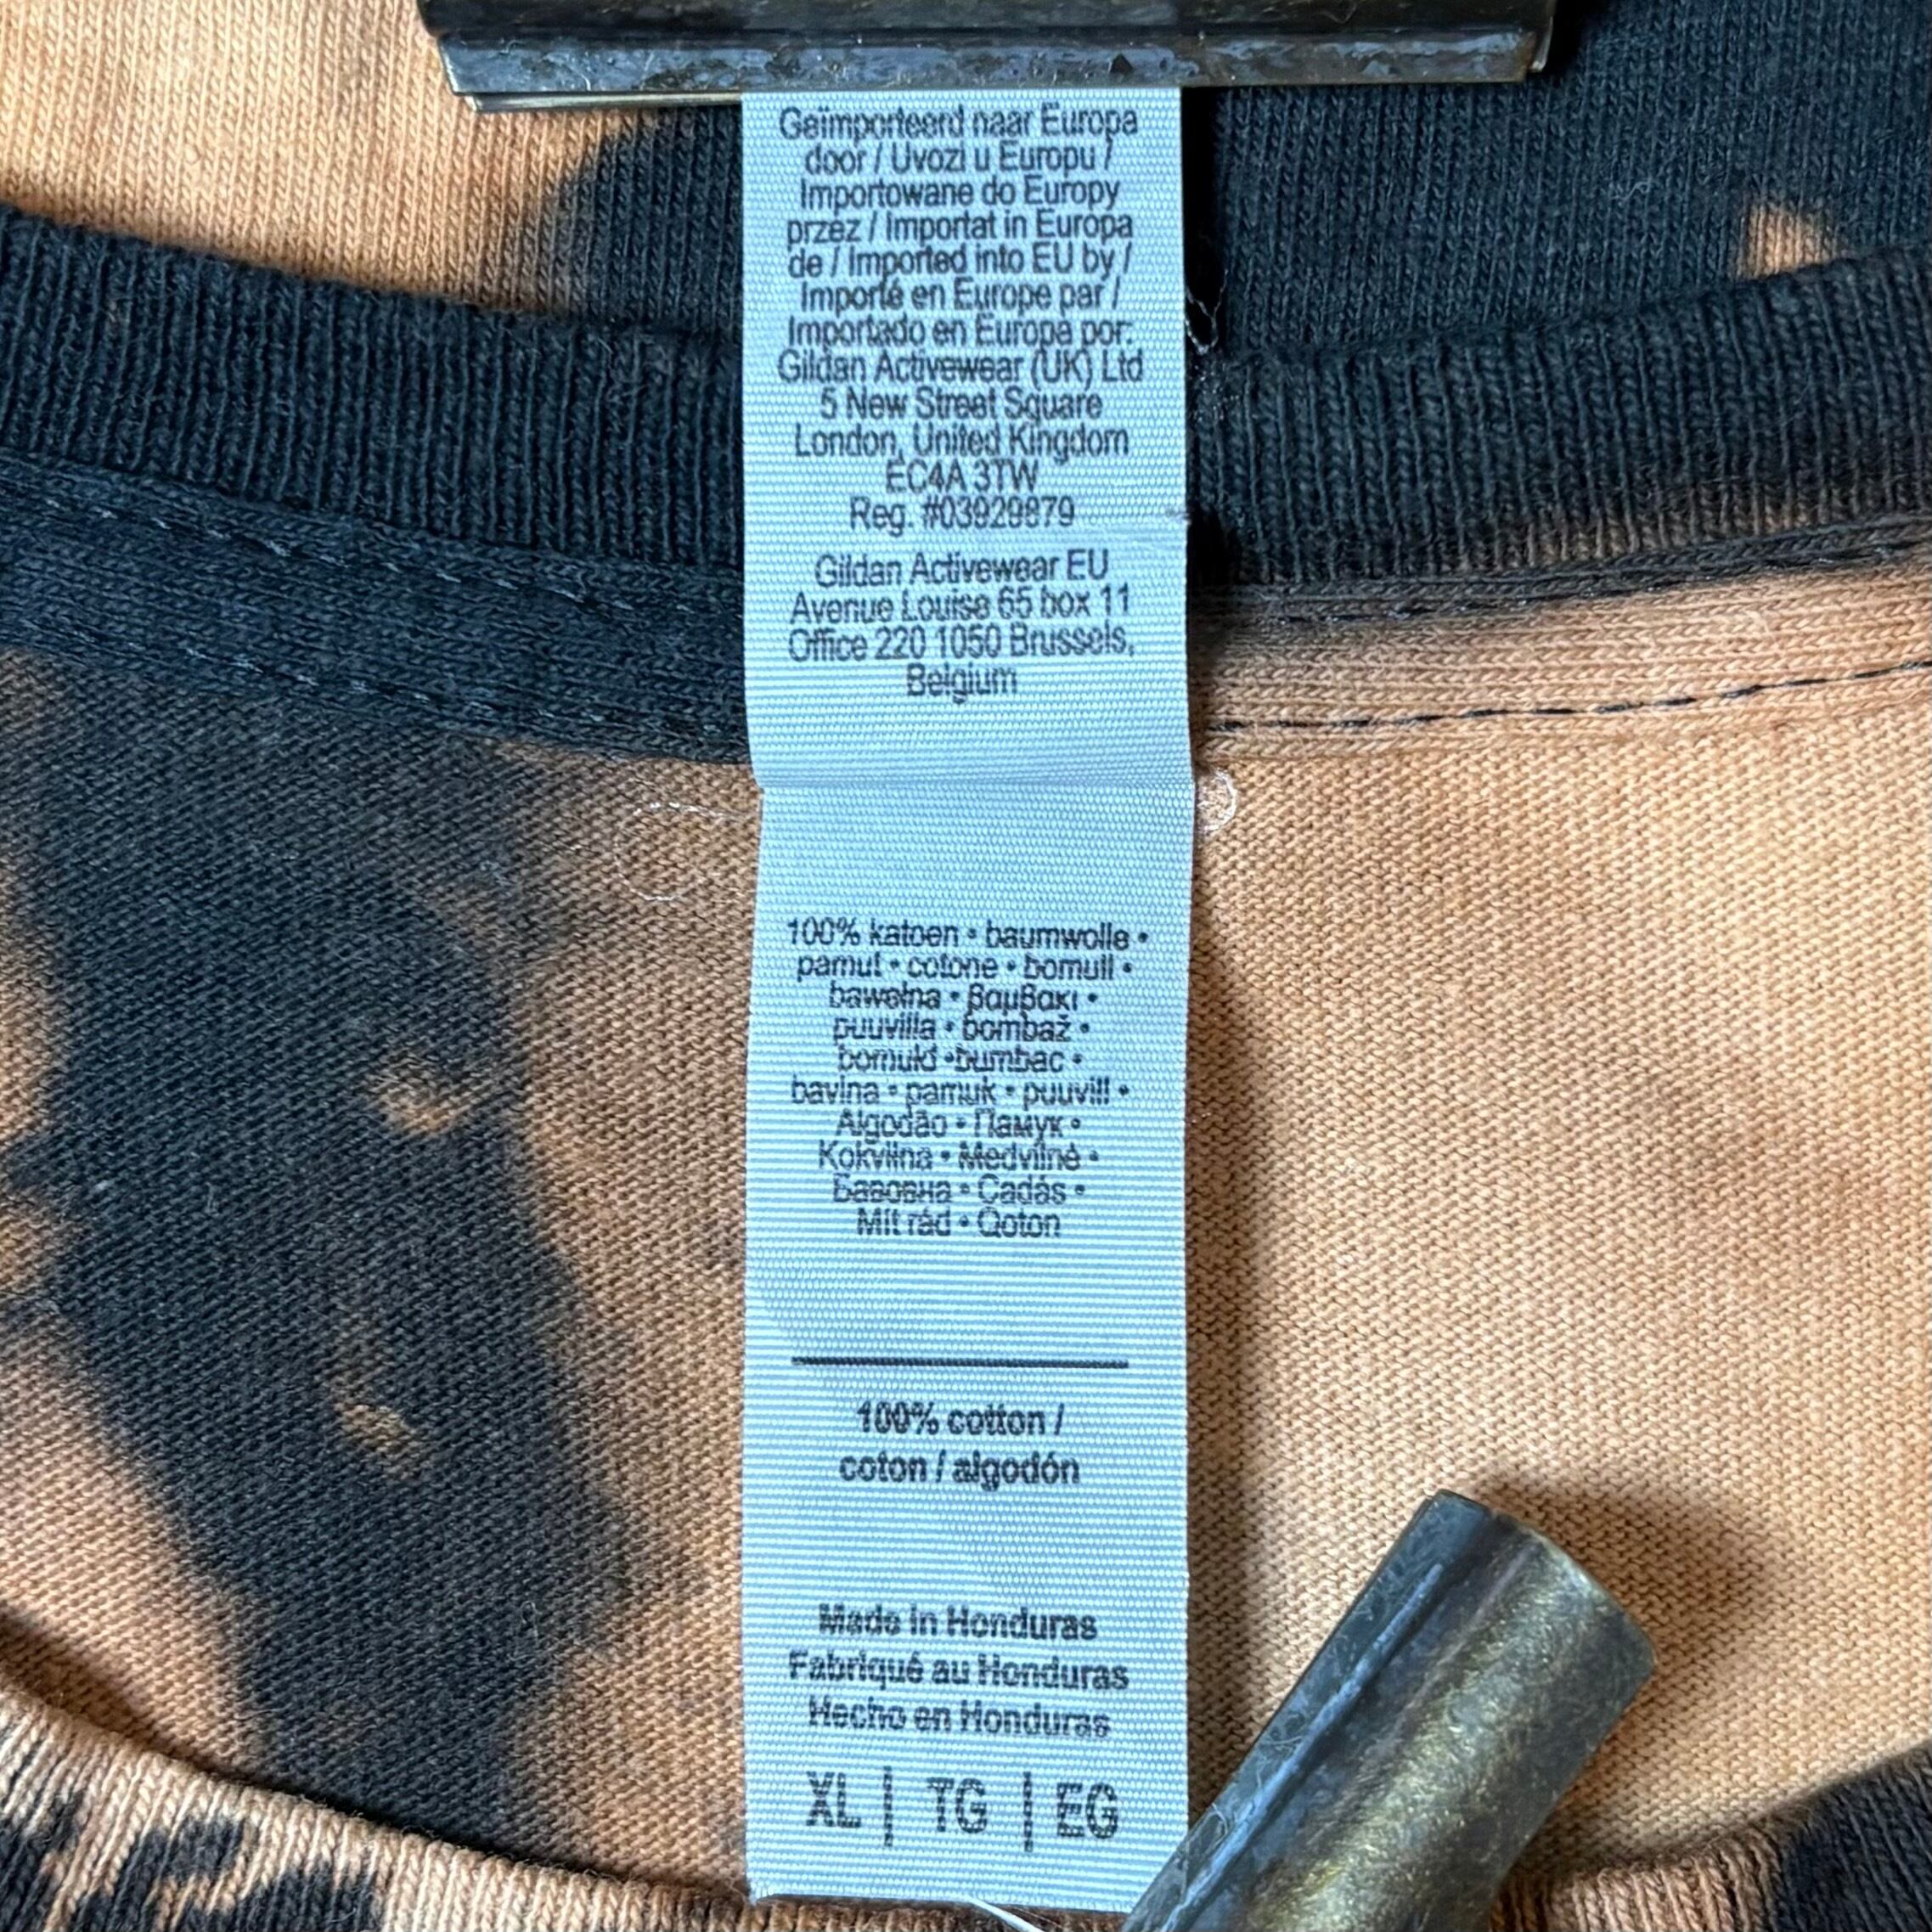 Geïmporteerd naar Europa
door / Uvozi u Europu /
Importowane do Europy
przez / Importat in Europa
de / Imported into EU by /
Importé en Europe par /
Importado en Europa por:
Gildan Activewear (UK) Ltd
5 New Street Square
London, United Kingdom
EC4A 3TW
Reg. #03929879
Gildan Activewear EU
Avenue Louise 65 box 11
Office 220 1050 Brussels,
Belgium
100% katoen • baumwolle •
pamut • cotone • bomull •
bawełna • βαμβακι •
puuvilla • bombaž •
bomuld •bumbac •
bavlna • pamuk • puuvill •
Algodão • Памук •
Kokvilna • Medvilnė •
Бавовна • Cadás •
Mít rád • Qoton
100% cotton /
coton / algodón
Made in Honduras
Fabriqué au Honduras
Hecho en Honduras
XL | TG | EG